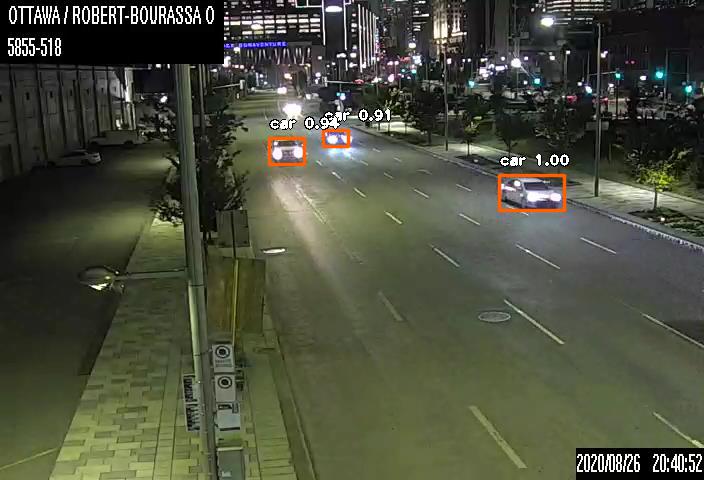 OTTAWA / ROBERT-BOURASSA O
5855-518
BONAVENTURE
car 0.94
car 0.91
car 1.00
2020/08/26 20:40:52